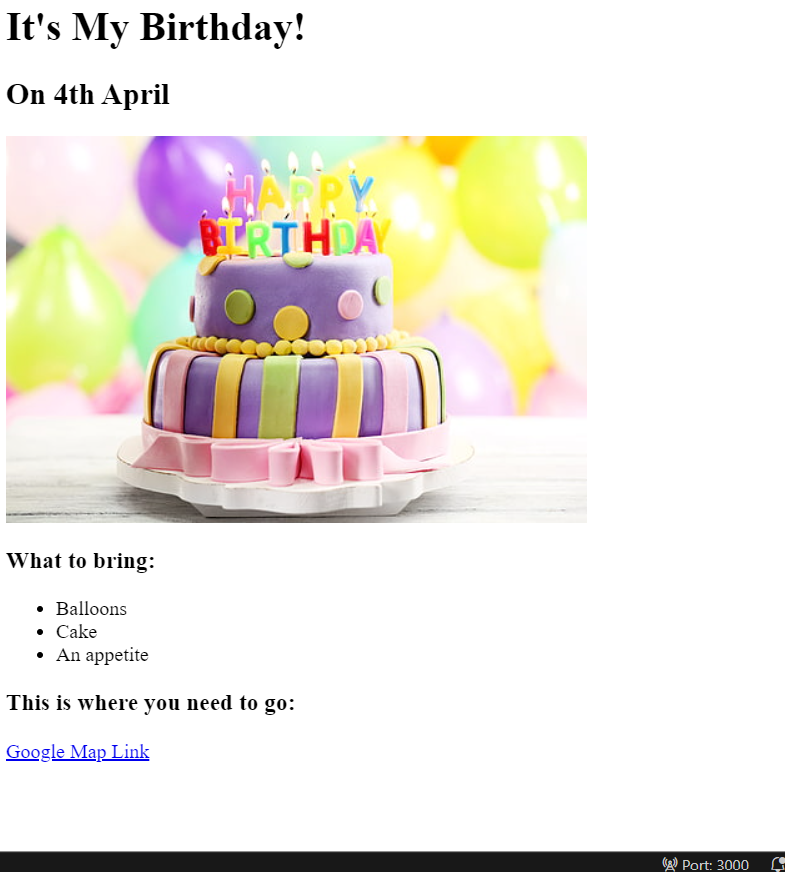 It's My Birthday!
On 4th April
HAPPY
BIRTHDAY
What to bring:
Balloons
Cake
An appetite
This is where you need to go:
Google Map Link
Port: 3000